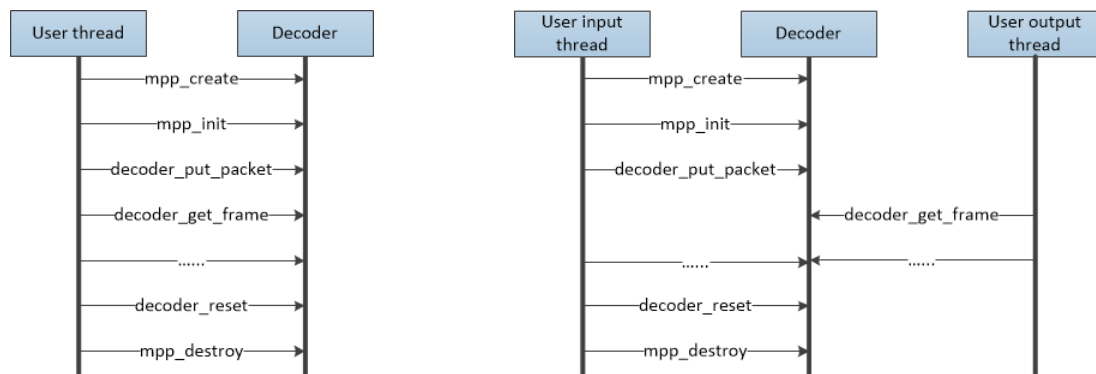 User thread
Decoder
mpp_create
mpp_init
decoder_put_packet
decoder_get_frame
......
decoder_reset
mpp_destroy
User input
thread
Decoder
User output
thread
mpp_create
mpp_init
decoder_put_packet
decoder_get_frame
......
......
decoder_reset
mpp_destroy